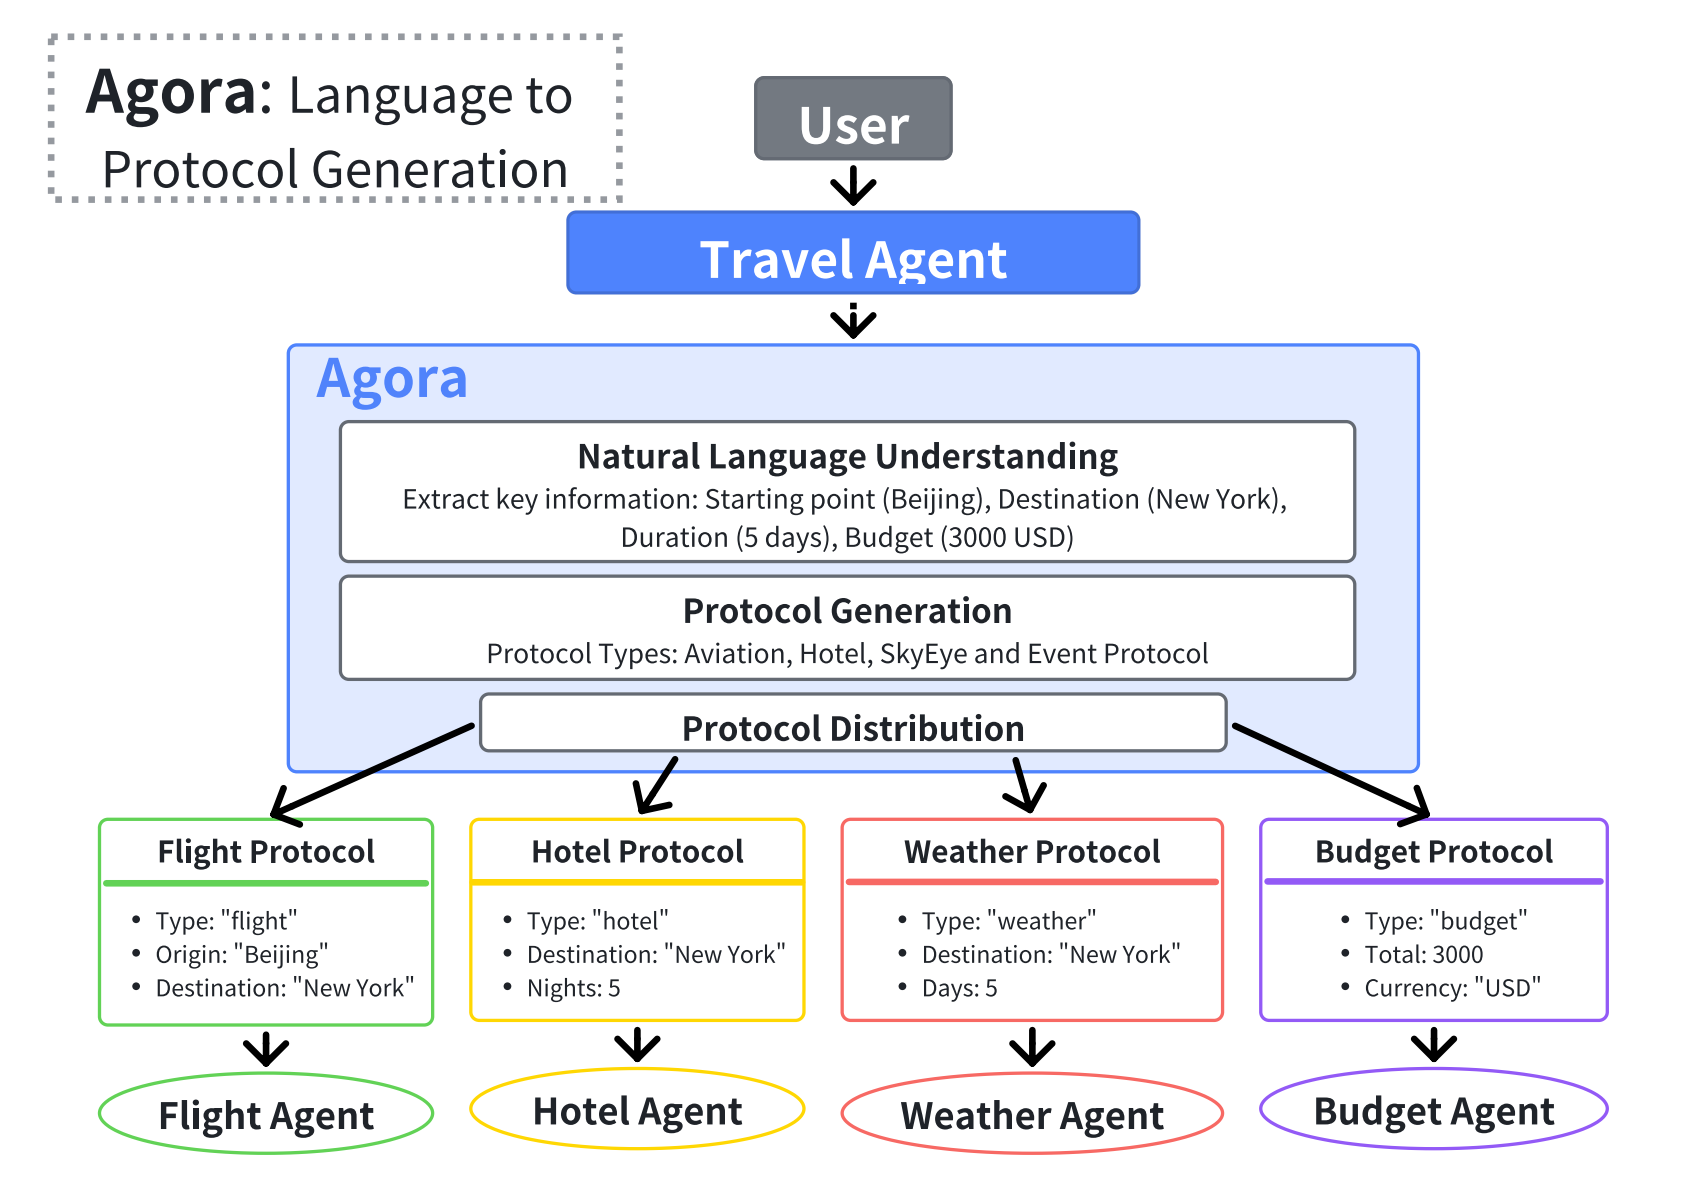 Agora: Language to
Protocol Generation
User
Travel Agent
Agora
Natural Language Understanding
Extract key information: Starting point (Beijing), Destination (New York),
Duration (5 days), Budget (3000 USD)
Protocol Generation
Protocol Types: Aviation, Hotel, SkyEye and Event Protocol
Protocol Distribution
Flight Protocol
• Type: "flight"
• Origin: "Beijing"
• Destination: "New York"
Hotel Protocol
• Type: "hotel"
• Destination: "New York"
• Nights: 5
Weather Protocol
• Type: "weather"
• Destination: "New York"
• Days: 5
Budget Protocol
• Type: "budget"
• Total: 3000
• Currency: "USD"
Flight Agent
Hotel Agent
Weather Agent
Budget Agent